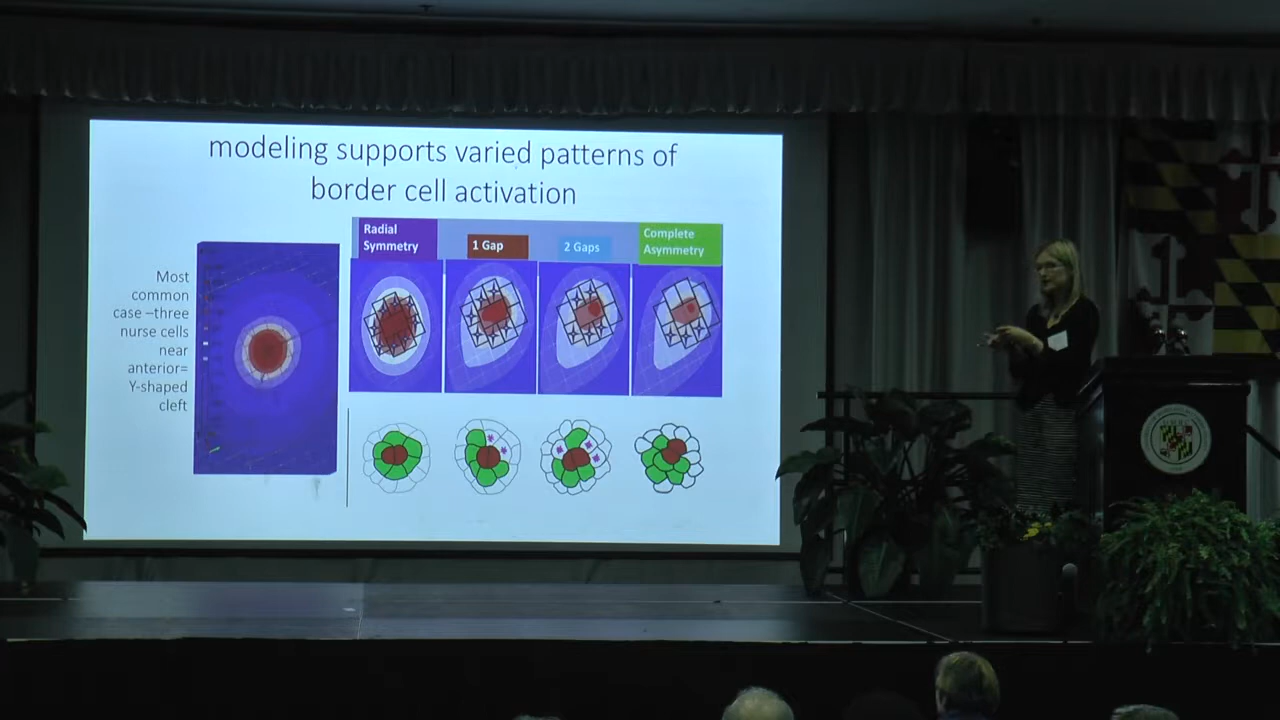 modeling supports varied patterns of
border cell activation
Most
common
case –three
nurse cells
near
anterior=
Y-shaped
cleft
Radial
Symmetry
1 Gap
2 Gaps
Complete
Asymmetry